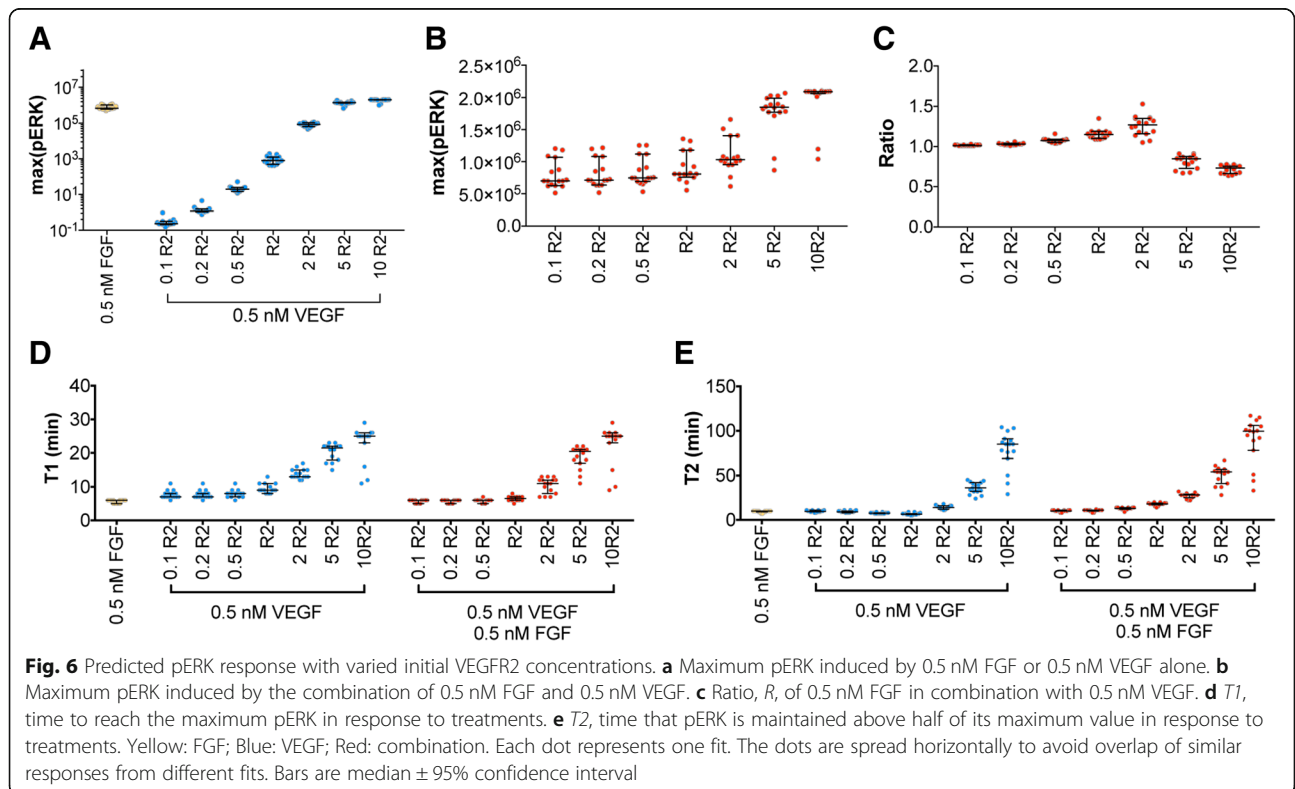 A
max(pERK)
10^7
10^5
10^3
10^1
10^-1
0.5 nM FGF
0.1 R2
0.2 R2
0.5 R2
R2
2 R2
5 R2
10 R2
0.5 nM VEGF
B
max(pERK)
2.5×10^6
2.0×10^6
1.5×10^6
1.0×10^6
5.0×10^5
0.0
0.1 R2
0.2 R2
0.5 R2
R2
2 R2
5 R2
10R2
C
Ratio
2.0
1.5
1.0
0.5
0.0
0.1 R2
0.2 R2
0.5 R2
R2
2 R2
5 R2
10R2
D
T1 (min)
40
30
20
10
0
0.5 nM FGF
0.1 R2
0.2 R2
0.5 R2
R2
2 R2
5 R2
10R2
0.5 nM VEGF
0.1 R2
0.2 R2
0.5 R2
R2
2 R2
5 R2
10R2
0.5 nM VEGF
0.5 nM FGF
E
T2 (min)
150
100
50
0
0.5 nM FGF
0.1 R2
0.2 R2
0.5 R2
R2
2 R2
5 R2
10R2
0.5 nM VEGF
0.1 R2
0.2 R2
0.5 R2
R2
2 R2
5 R2
10R2
0.5 nM VEGF
0.5 nM FGF
Fig. 6 Predicted pERK response with varied initial VEGFR2 concentrations. a Maximum pERK induced by 0.5 nM FGF or 0.5 nM VEGF alone. b
Maximum pERK induced by the combination of 0.5 nM FGF and 0.5 nM VEGF. c Ratio, R, of 0.5 nM FGF in combination with 0.5 nM VEGF. d T1,
time to reach the maximum pERK in response to treatments. e T2, time that pERK is maintained above half of its maximum value in response to
treatments. Yellow: FGF; Blue: VEGF; Red: combination. Each dot represents one fit. The dots are spread horizontally to avoid overlap of similar
responses from different fits. Bars are median ± 95% confidence interval